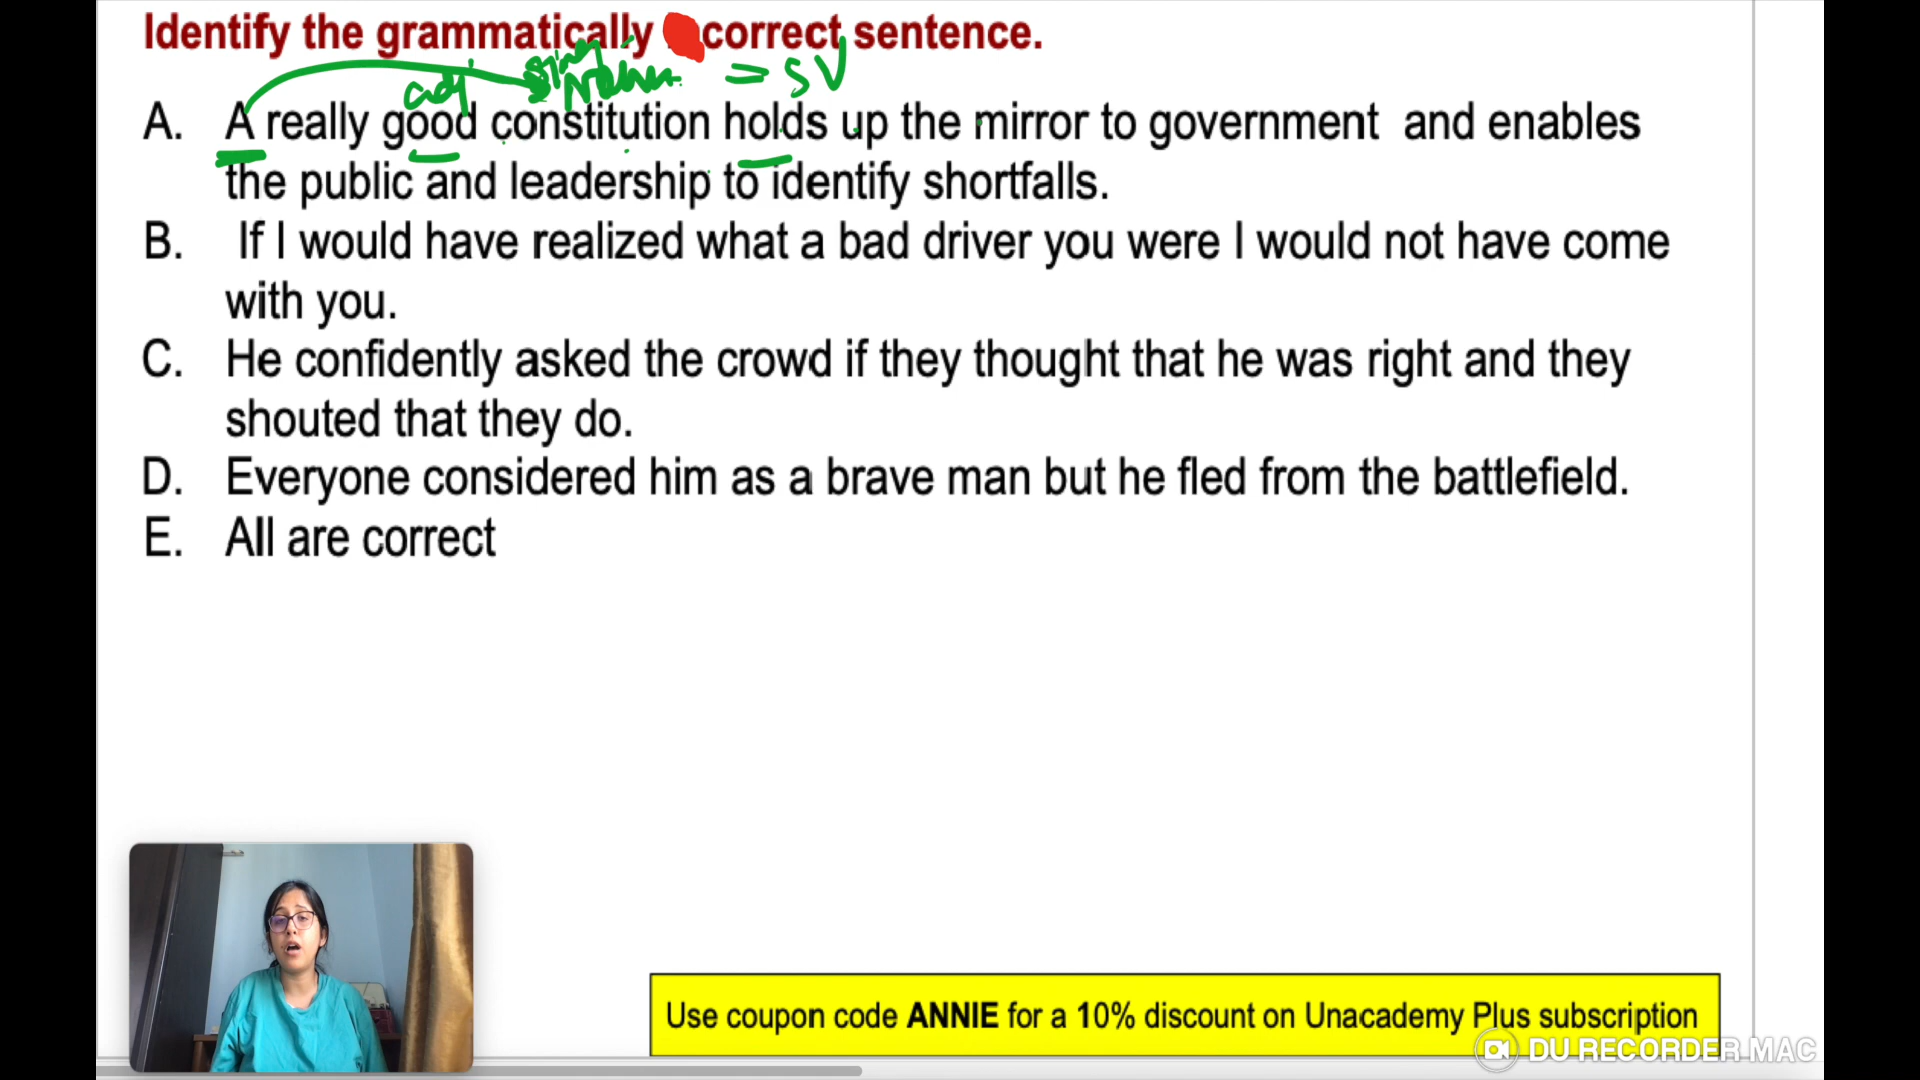 Identify the grammatically correct sentence.
adj sing Noun = SV
A. A really good constitution holds up the mirror to government and enables
the public and leadership to identify shortfalls.
B. If I would have realized what a bad driver you were I would not have come
with you.
C. He confidently asked the crowd if they thought that he was right and they
shouted that they do.
D. Everyone considered him as a brave man but he fled from the battlefield.
E. All are correct
Use coupon code ANNIE for a 10% discount on Unacademy Plus subscription
DU RECORDER MAC